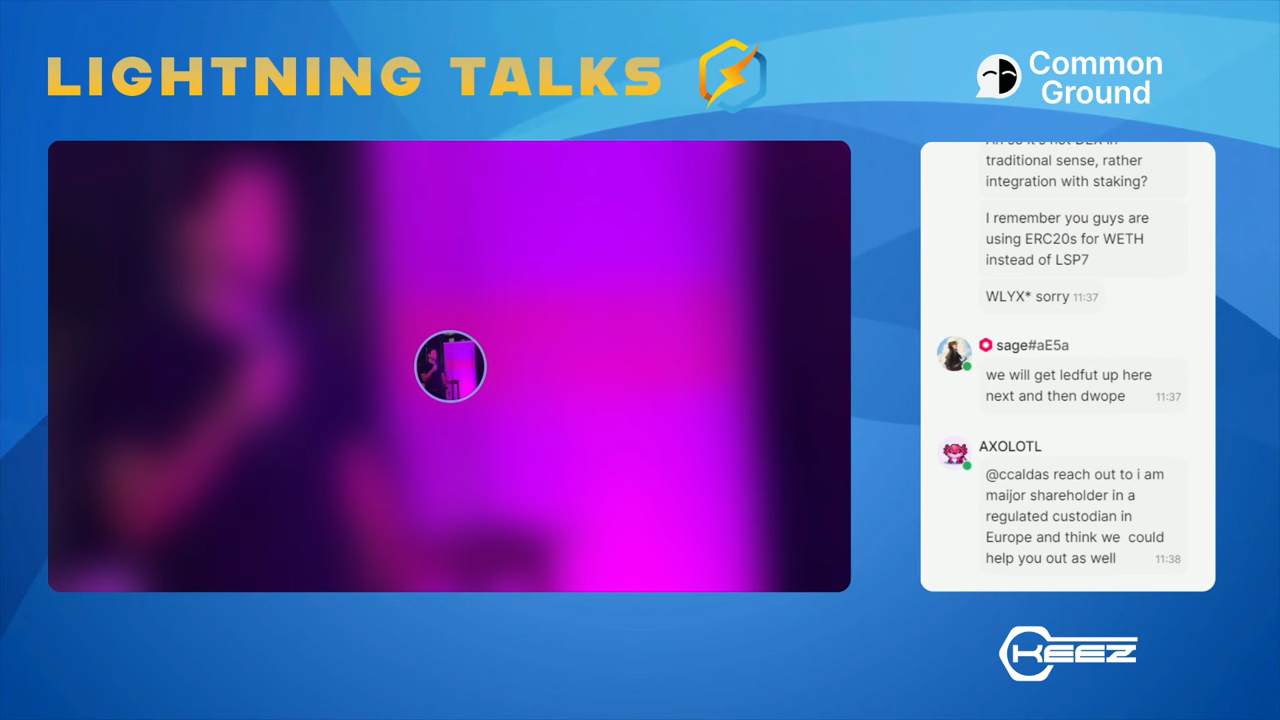 LIGHTNING TALKS
Common
Ground
traditional sense, rather
integration with staking?
I remember you guys are
using ERC20s for WETH
instead of LSP7
WLYX* sorry 11:37
sage#aE5a
we will get ledfut up here
next and then dwope 11:37
AXOLOTL
@ccaldas reach out to i am
maijor shareholder in a
regulated custodian in
Europe and think we could
help you out as well 11:38
KEEZ